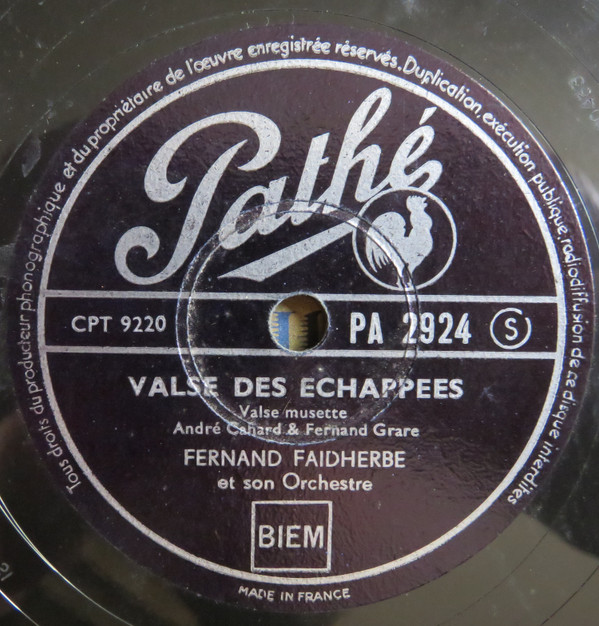 Tous droits du producteur phonographique et du propriétaire de l'œuvre enregistrée réservés. Duplication, exécution publique, radiodiffusion de ce disque interdites
Pathé
CPT 9220
PA 2924 S
VALSE DES ECHAPPEES
Valse musette
André Cahard & Fernand Grare
FERNAND FAIDHERBE
et son Orchestre
BIEM
MADE IN FRANCE